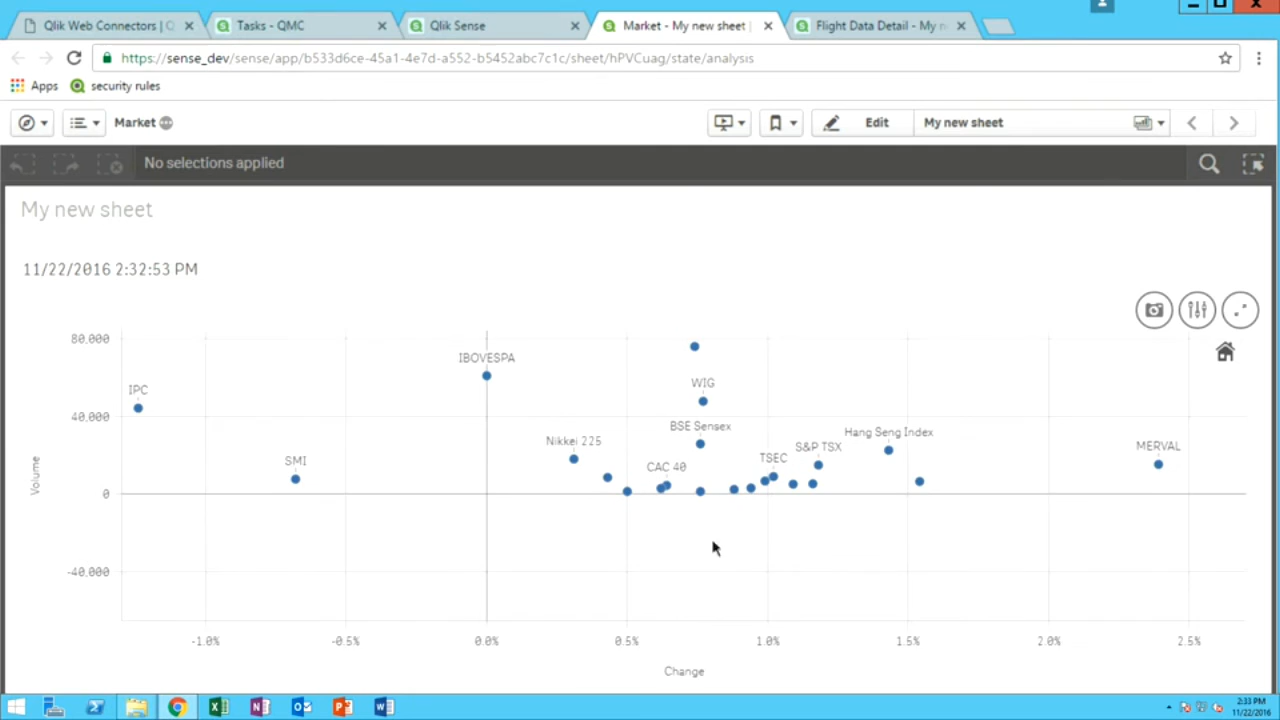 Qlik Web Connectors | Q
Tasks - QMC
Qlik Sense
Market - My new sheet |
Flight Data Detail - My n
https://sense_dev/sense/app/b533d6ce-45a1-4e7d-a552-b5452abc7c1c/sheet/hPVCuag/state/analysis
Apps
security rules
Market
Edit
My new sheet
No selections applied
My new sheet
11/22/2016 2:32:53 PM
80,000
IBOVESPA
WIG
IPC
40,000
BSE Sensex
Hang Seng Index
Nikkei 225
S&P TSX
MERVAL
SMI
CAC 40
TSEC
Volume
0
-40,000
-1.0%
-0.5%
0.0%
0.5%
1.0%
1.5%
2.0%
2.5%
Change
2:33 PM
11/22/2016